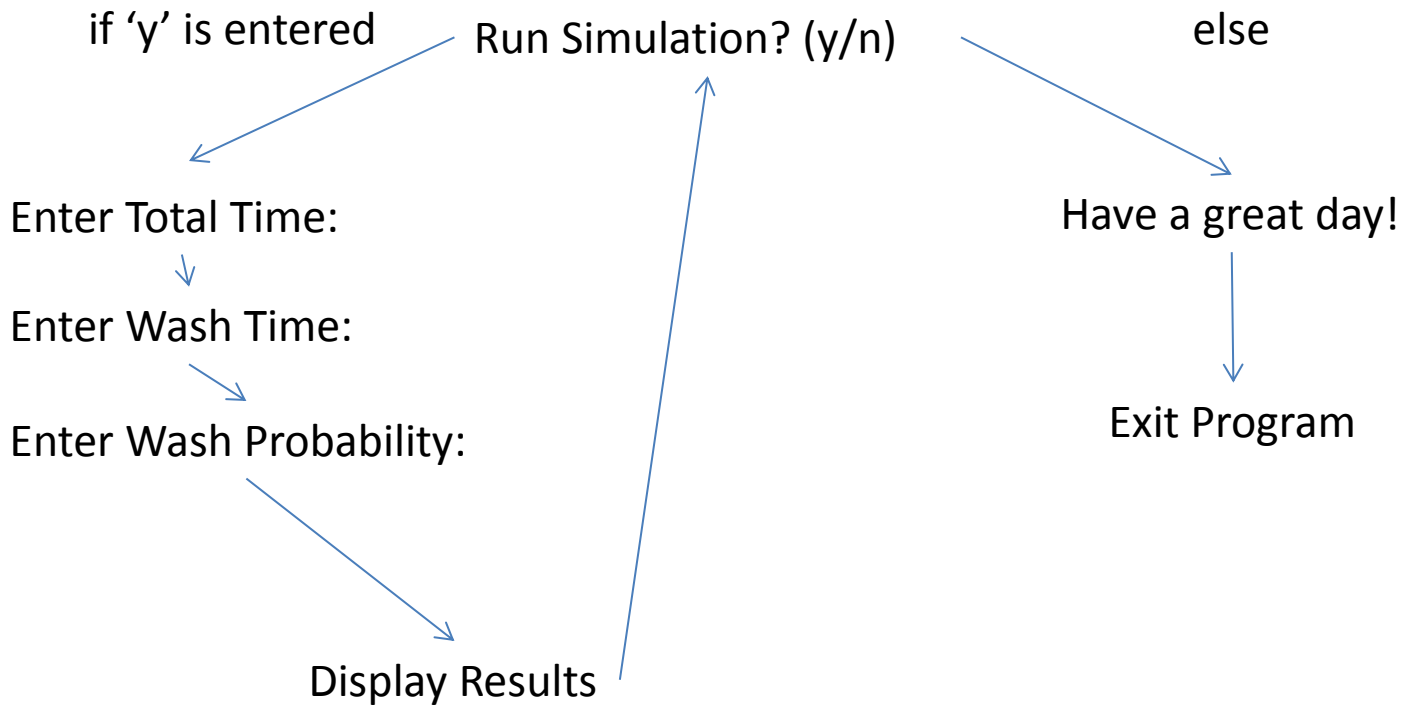 if ‘y’ is entered
Run Simulation? (y/n)
else
Enter Total Time:
Have a great day!
Enter Wash Time:
Enter Wash Probability:
Exit Program
Display Results